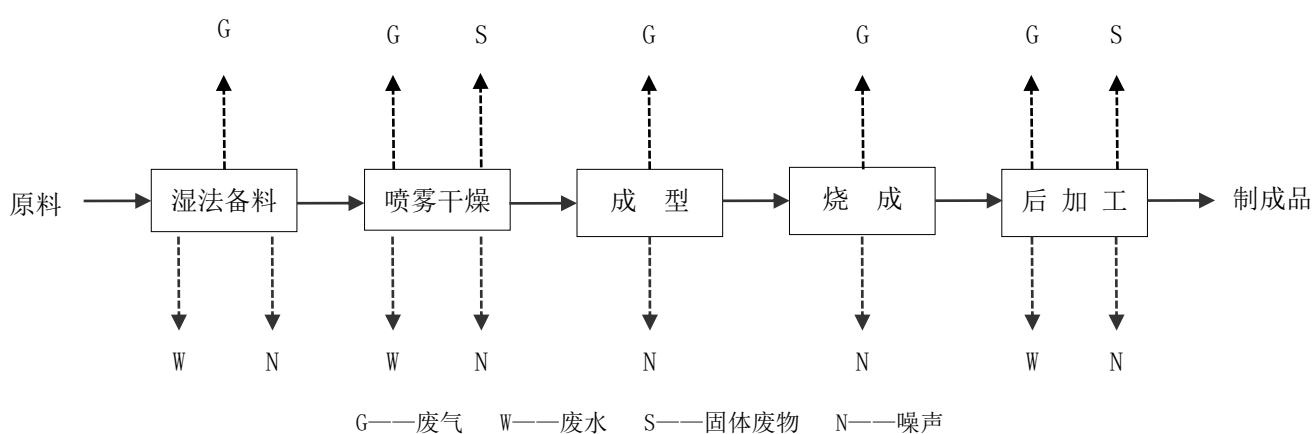 G G S G G G S
原料 湿法备料 喷雾干燥 成 型 烧 成 后 加 工 制成品
W N W N N N W N
G——废气 W——废水 S——固体废物 N——噪声